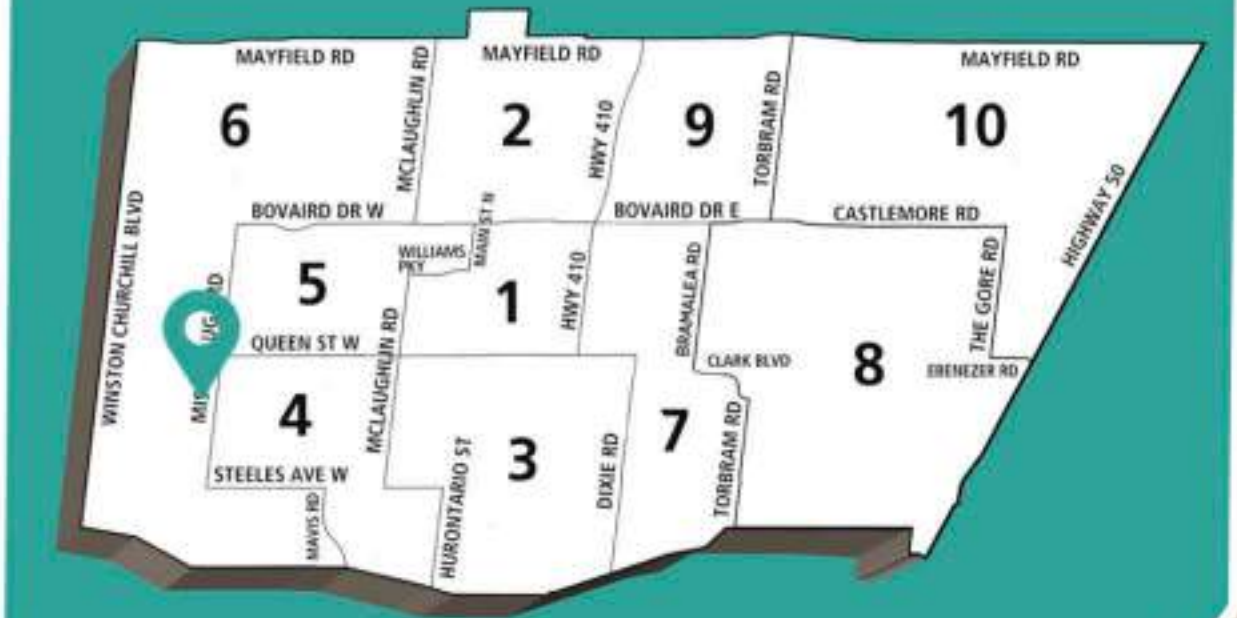 MAYFIELD RD
MAYFIELD RD
MAYFIELD RD
6
MCLAUGHLIN RD
2
HWY 410
9
TORBRAM RD
10
HIGHWAY 50
WINSTON CHURCHILL BLVD
BOVAIRD DR W
MAIN ST N
BOVAIRD DR E
CASTLEMORE RD
WILLIAMS
PKY
5
RD
1
HWY 410
BRAMALEA RD
THE GORE RD
QUEEN ST W
MCLAUGHLIN RD
CLARK BLVD
8
EBENEZER RD
4
3
7
DIXIE RD
TORBRAM RD
STEELES AVE W
MAVIS RD
HURONTARIO ST